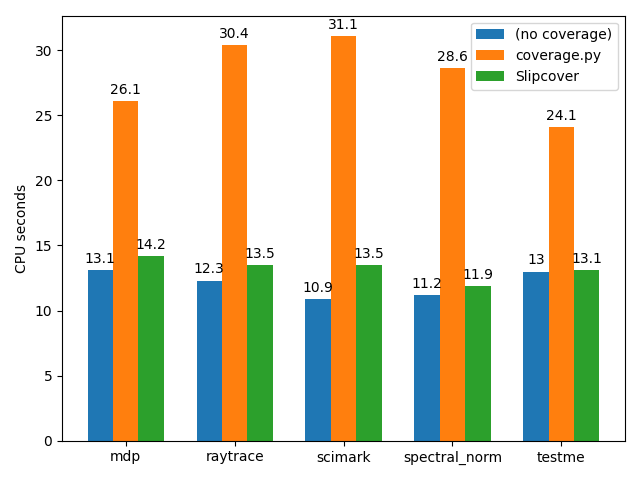 (no coverage)
coverage.py
Slipcover
CPU seconds
30
25
20
15
10
5
0
13.1
26.1
14.2
12.3
30.4
13.5
10.9
31.1
13.5
11.2
28.6
11.9
13
24.1
13.1
mdp
raytrace
scimark
spectral_norm
testme